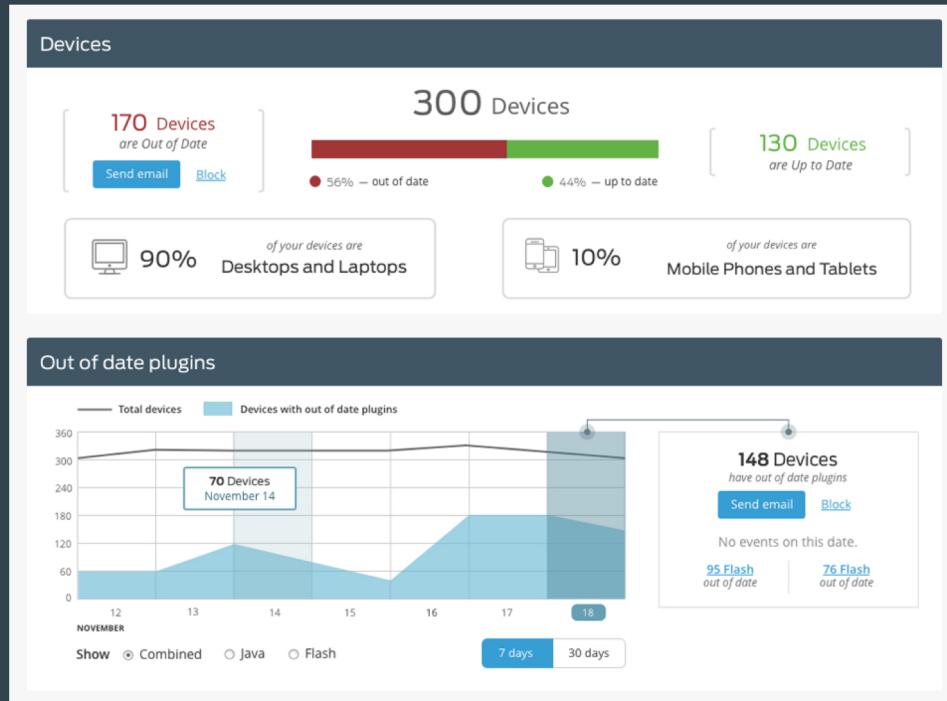 Devices
300 Devices
170 Devices
are Out of Date
Send email Block
56% — out of date
44% — up to date
130 Devices
are Up to Date
90%
of your devices are
Desktops and Laptops
10%
of your devices are
Mobile Phones and Tablets
Out of date plugins
Total devices Devices with out of date plugins
360
300
240
180
120
60
0
70 Devices
November 14
12 13 14 15 16 17 18
NOVEMBER
Show Combined Java Flash
7 days 30 days
148 Devices
have out of date plugins
Send email Block
No events on this date.
95 Flash
out of date
76 Flash
out of date